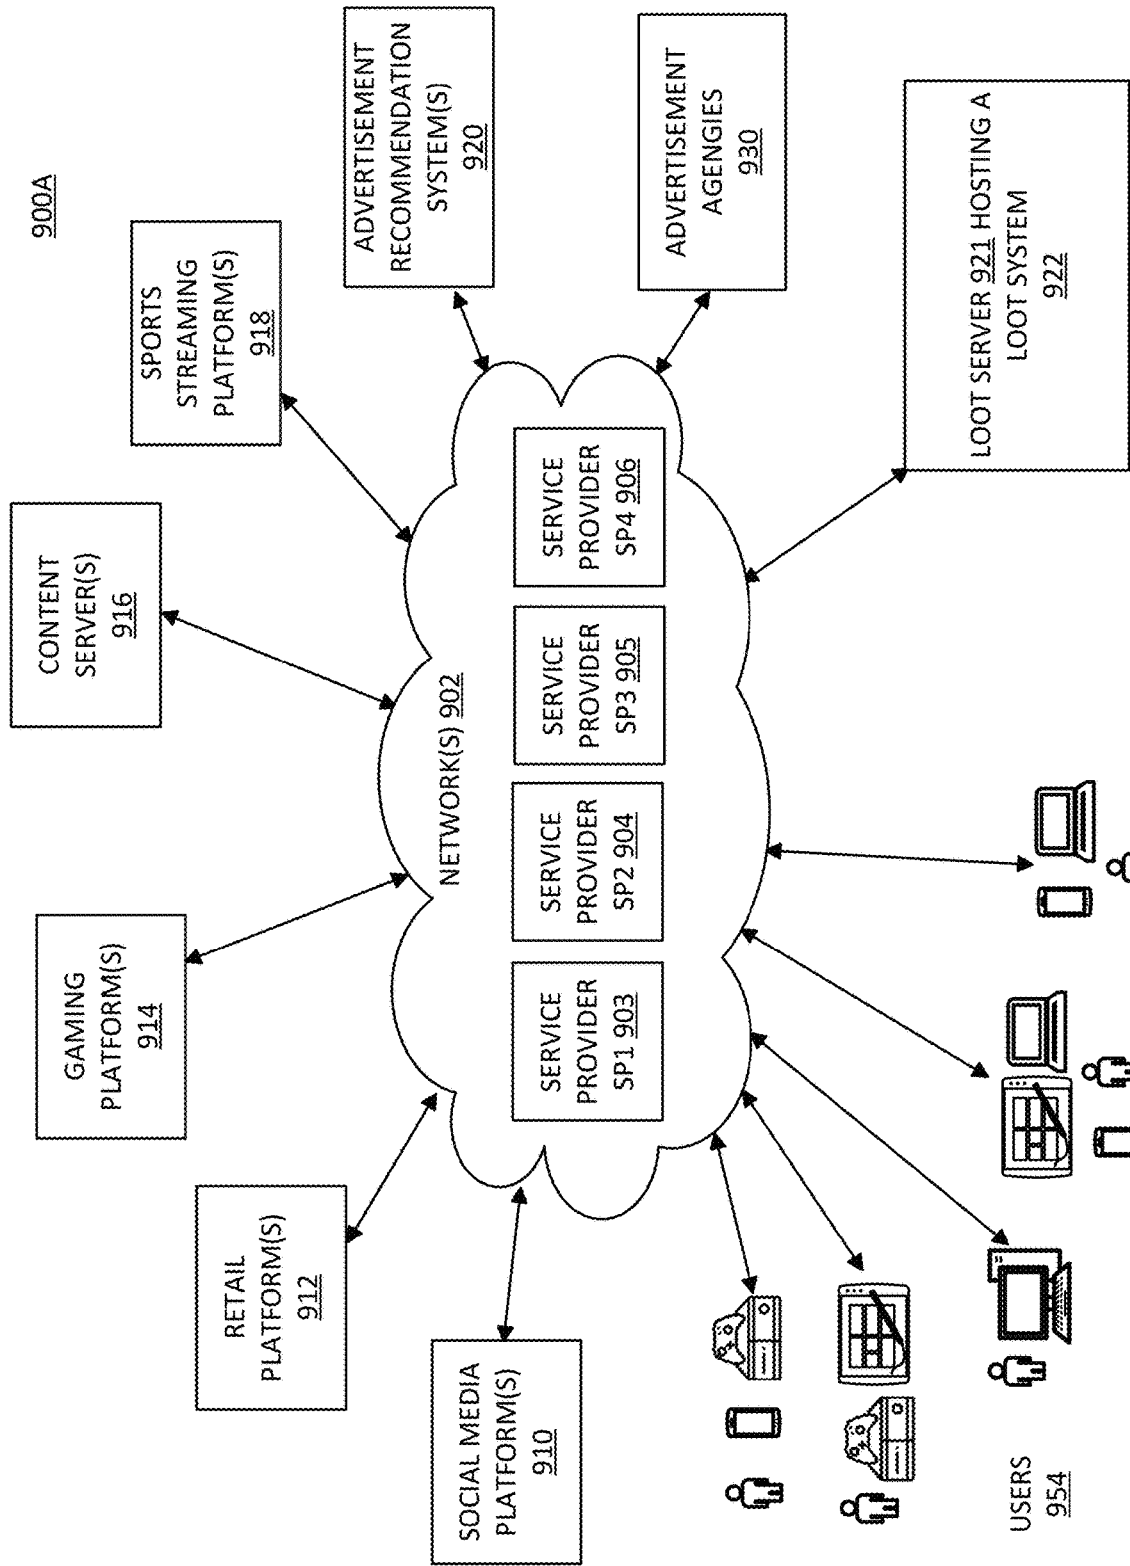 900A
SOCIAL MEDIA
PLATFORM(S)
910
RETAIL
PLATFORM(S)
912
GAMING
PLATFORM(S)
914
CONTENT
SERVER(S)
916
SPORTS
STREAMING
PLATFORM(S)
918
ADVERTISEMENT
RECOMMENDATION
SYSTEM(S)
920
ADVERTISEMENT
AGENGIES
930
NETWORK(S) 902
SERVICE
PROVIDER
SP1 903
SERVICE
PROVIDER
SP2 904
SERVICE
PROVIDER
SP3 905
SERVICE
PROVIDER
SP4 906
LOOT SERVER 921 HOSTING A
LOOT SYSTEM
922
USERS
954